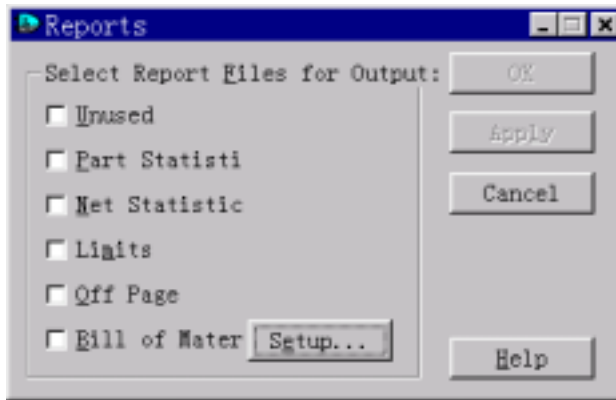 Reports
Select Report Files for Output:
Unused
Part Statisti
Net Statistic
Limits
Off Page
Bill of Mater
Setup...
OK
Apply
Cancel
Help